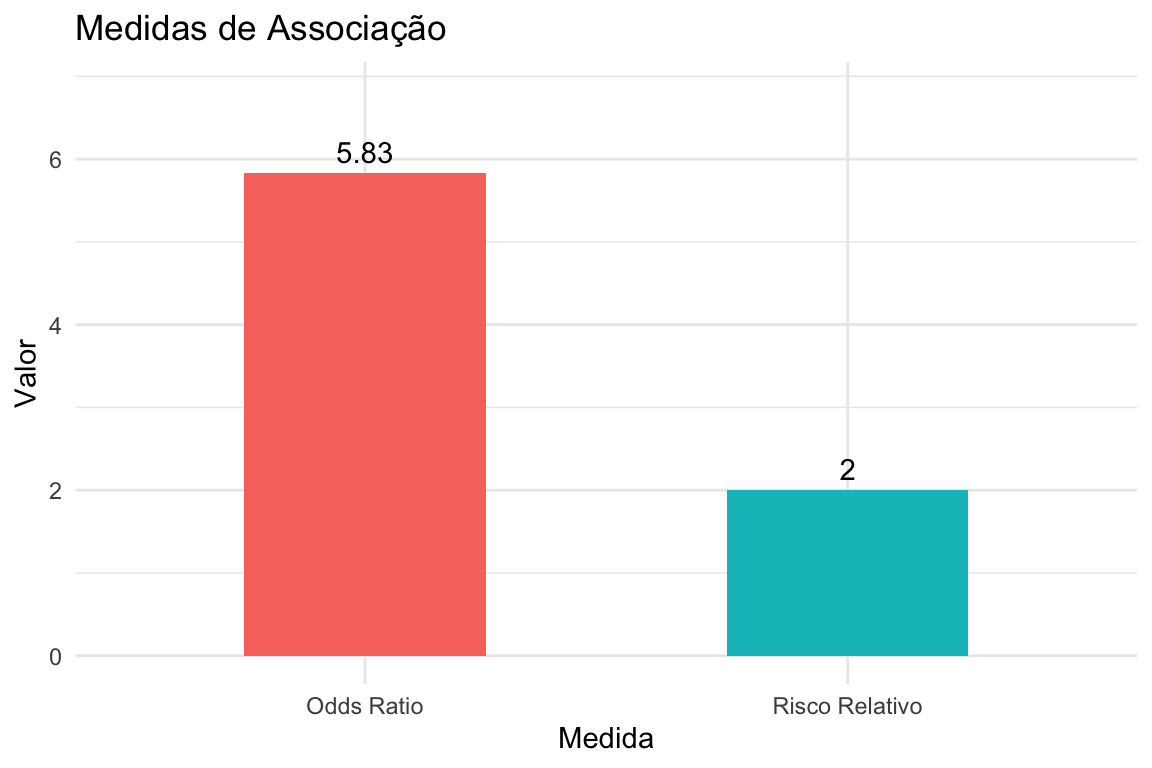 Medidas de Associação
Valor
6
4
2
0
5.83
2
Odds Ratio
Risco Relativo
Medida